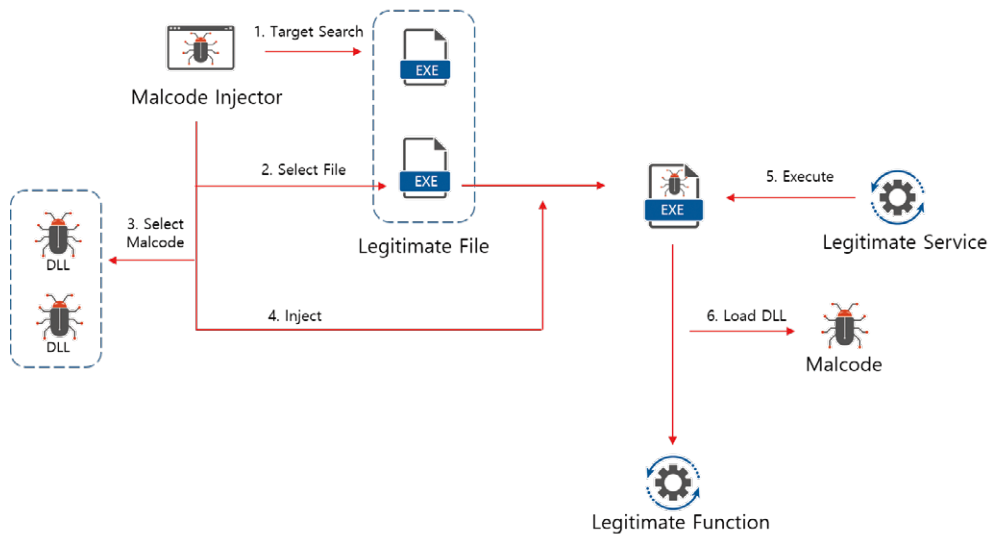 1. Target Search
EXE
Malcode Injector
2. Select File
EXE
Legitimate File
3. Select
Malcode
DLL
DLL
4. Inject
EXE
5. Execute
Legitimate Service
6. Load DLL
Malcode
Legitimate Function